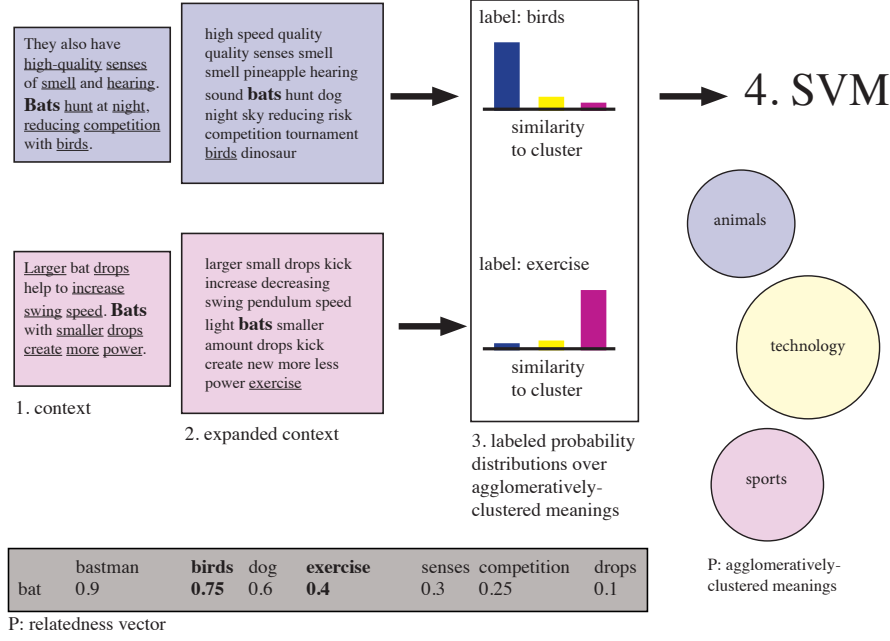 They also have
high-quality senses
of smell and hearing.
Bats hunt at night,
reducing competition
with birds.
high speed quality
quality senses smell
smell pineapple hearing
sound bats hunt dog
night sky reducing risk
competition tournament
birds dinosaur
label: birds
similarity
to cluster
4. SVM
Larger bat drops
help to increase
swing speed. Bats
with smaller drops
create more power.
1. context
larger small drops kick
increase decreasing
swing pendulum speed
light bats smaller
amount drops kick
create new more less
power exercise
2. expanded context
label: exercise
similarity
to cluster
3. labeled probability
distributions over
agglomeratively-
clustered meanings
animals
technology
sports
P: agglomeratively-
clustered meanings
bastman birds dog exercise senses competition drops
bat 0.9 0.75 0.6 0.4 0.3 0.25 0.1
P: relatedness vector